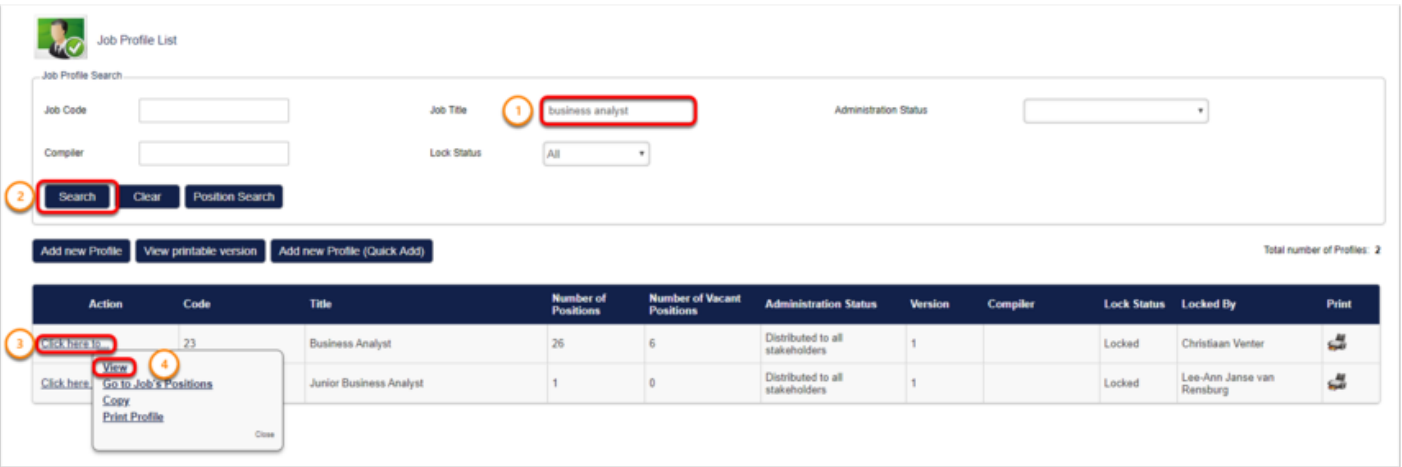 Job Profile List
Job Profile Search
Job Code
Job Title
1
business analyst
Administration Status
Compiler
Lock Status
All
2
Search
Clear
Position Search
Add new Profile
View printable version
Add new Profile (Quick Add)
Total number of Profiles: 2
Action
Code
Title
Number of
Positions
Number of Vacant
Positions
Administration Status
Version
Compiler
Lock Status
Locked By
Print
3
Click here to...
23
Business Analyst
26
6
Distributed to all
stakeholders
1
Locked
Christiaan Venter
View
4
Click here
Go to Job's Positions
Copy
Print Profile
Close
Junior Business Analyst
1
0
Distributed to all
stakeholders
1
Locked
Lee-Ann Janse van
Rensburg